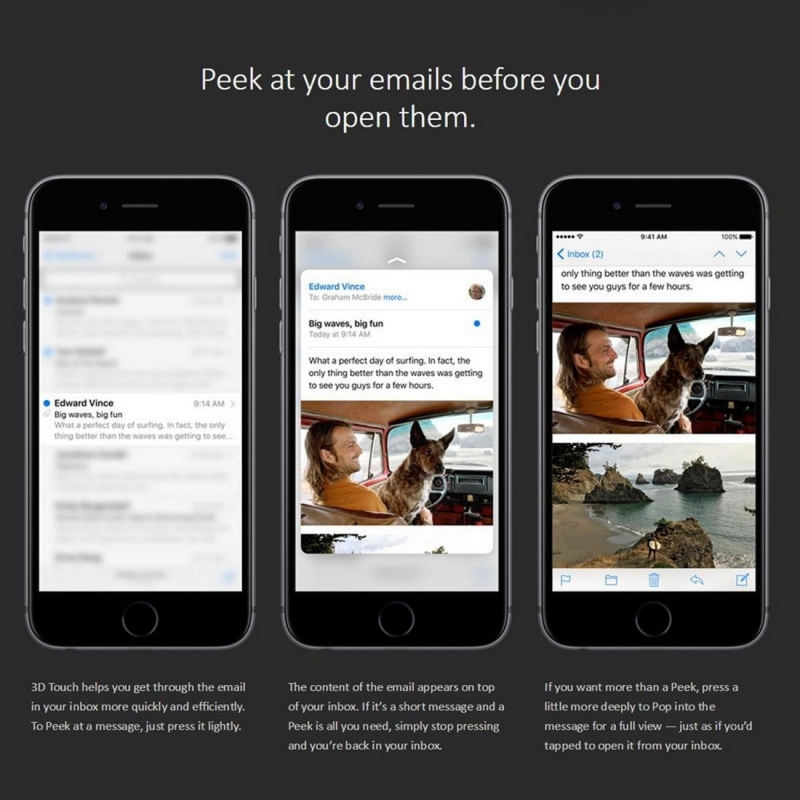 Peek at your emails before you
open them.
Edward Vince
9:14 AM
Big waves, big fun
What a perfect day of surfing. In fact, the only
thing better than the waves was getting to see...
Edward Vince
To: Graham McBride more...
Big waves, big fun
Today at 9:14 AM
What a perfect day of surfing. In fact, the
only thing better than the waves was getting
to see you guys for a few hours.
9:41 AM
100%
Inbox (2)
only thing better than the waves was getting
to see you guys for a few hours.
3D Touch helps you get through the email
in your inbox more quickly and efficiently.
To Peek at a message, just press it lightly.
The content of the email appears on top
of your inbox. If it's a short message and a
Peek is all you need, simply stop pressing
and you're back in your inbox.
If you want more than a Peek, press a
little more deeply to Pop into the
message for a full view — just as if you'd
tapped to open it from your inbox.